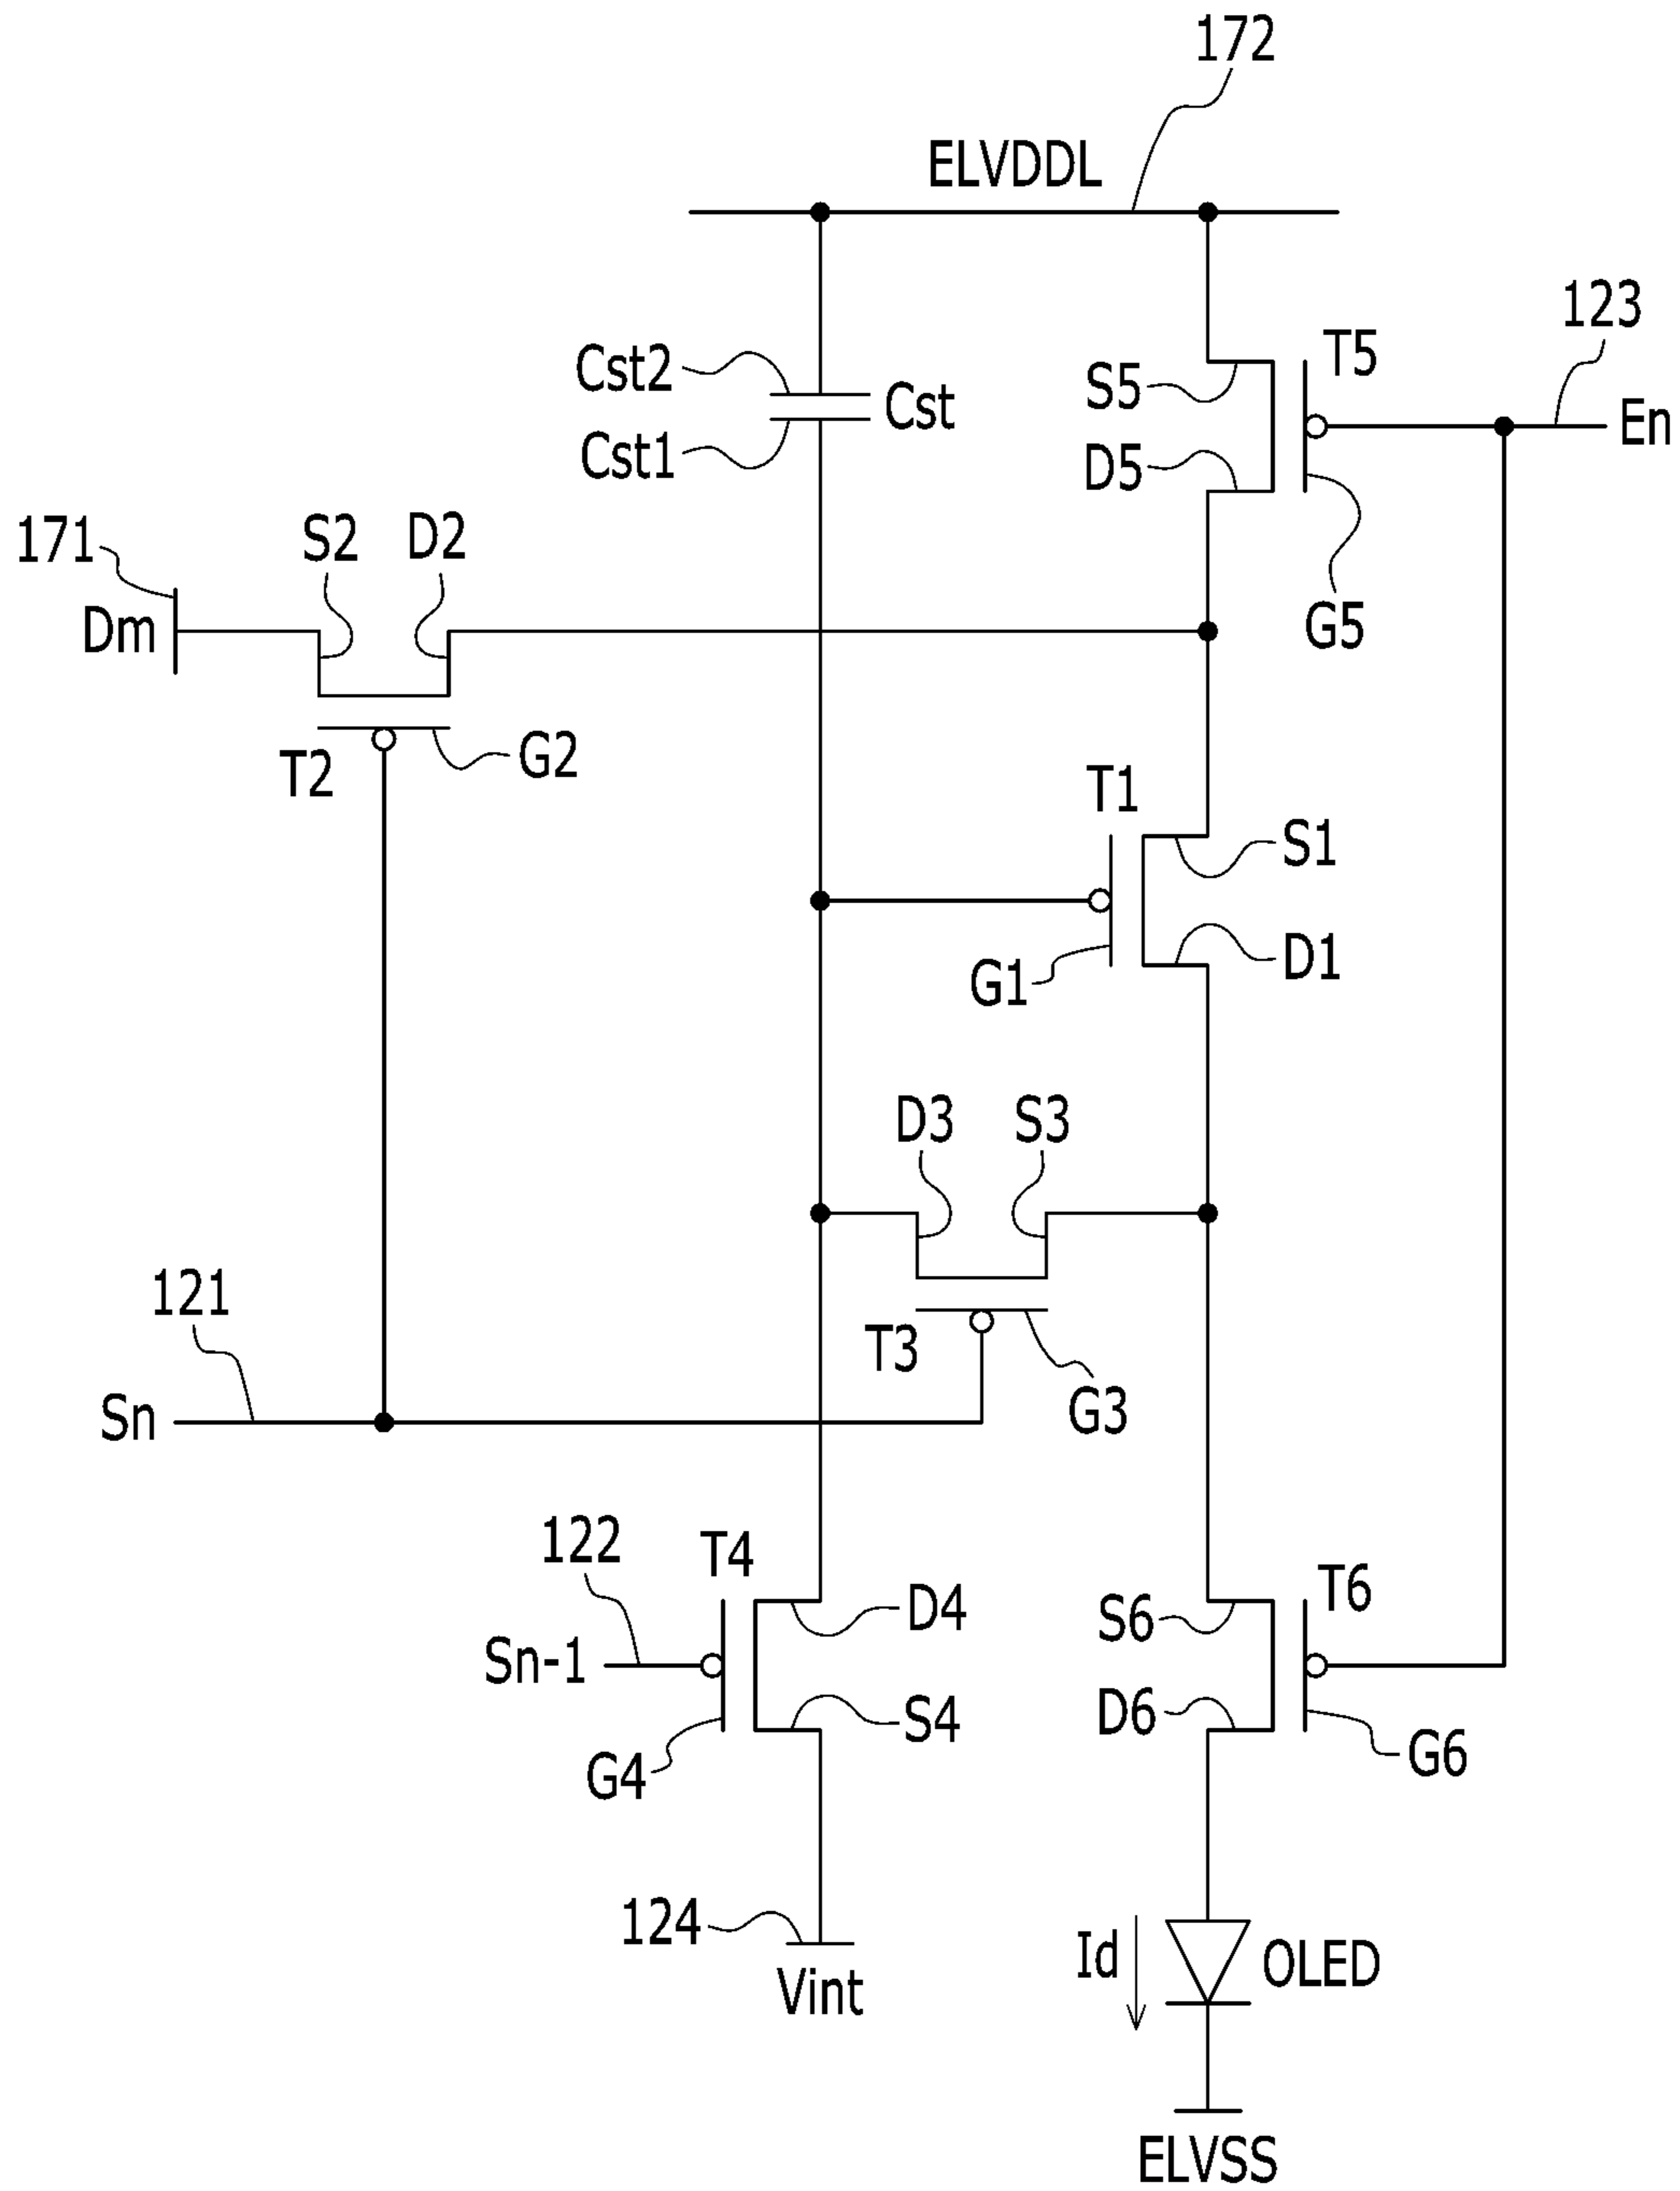 172
ELVDDL
123
T5
Cst2
S5
Cst
En
Cst1
D5
171
S2
D2
Dm
G5
T2
G2
T1
S1
G1
D1
D3
S3
121
T3
G3
Sn
122
T4
T6
D4
S6
Sn-1
S4
D6
G4
G6
124
Id
OLED
Vint
ELVSS